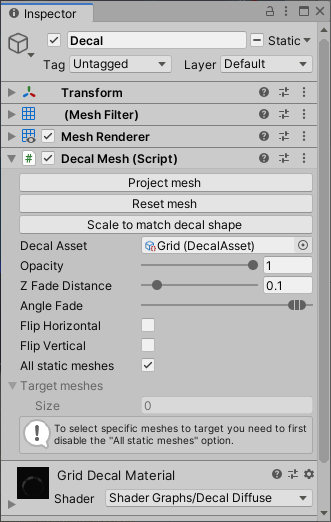 Inspector
Decal
Static
Tag Untagged Layer Default
Transform
(Mesh Filter)
Mesh Renderer
# Decal Mesh (Script)
Project mesh
Reset mesh
Scale to match decal shape
Decal Asset Grid (DecalAsset)
Opacity 1
Z Fade Distance 0.1
Angle Fade
Flip Horizontal
Flip Vertical
All static meshes
Target meshes
Size 0
To select specific meshes to target you need to first
disable the "All static meshes" option.
Grid Decal Material
Shader Shader Graphs/Decal Diffuse